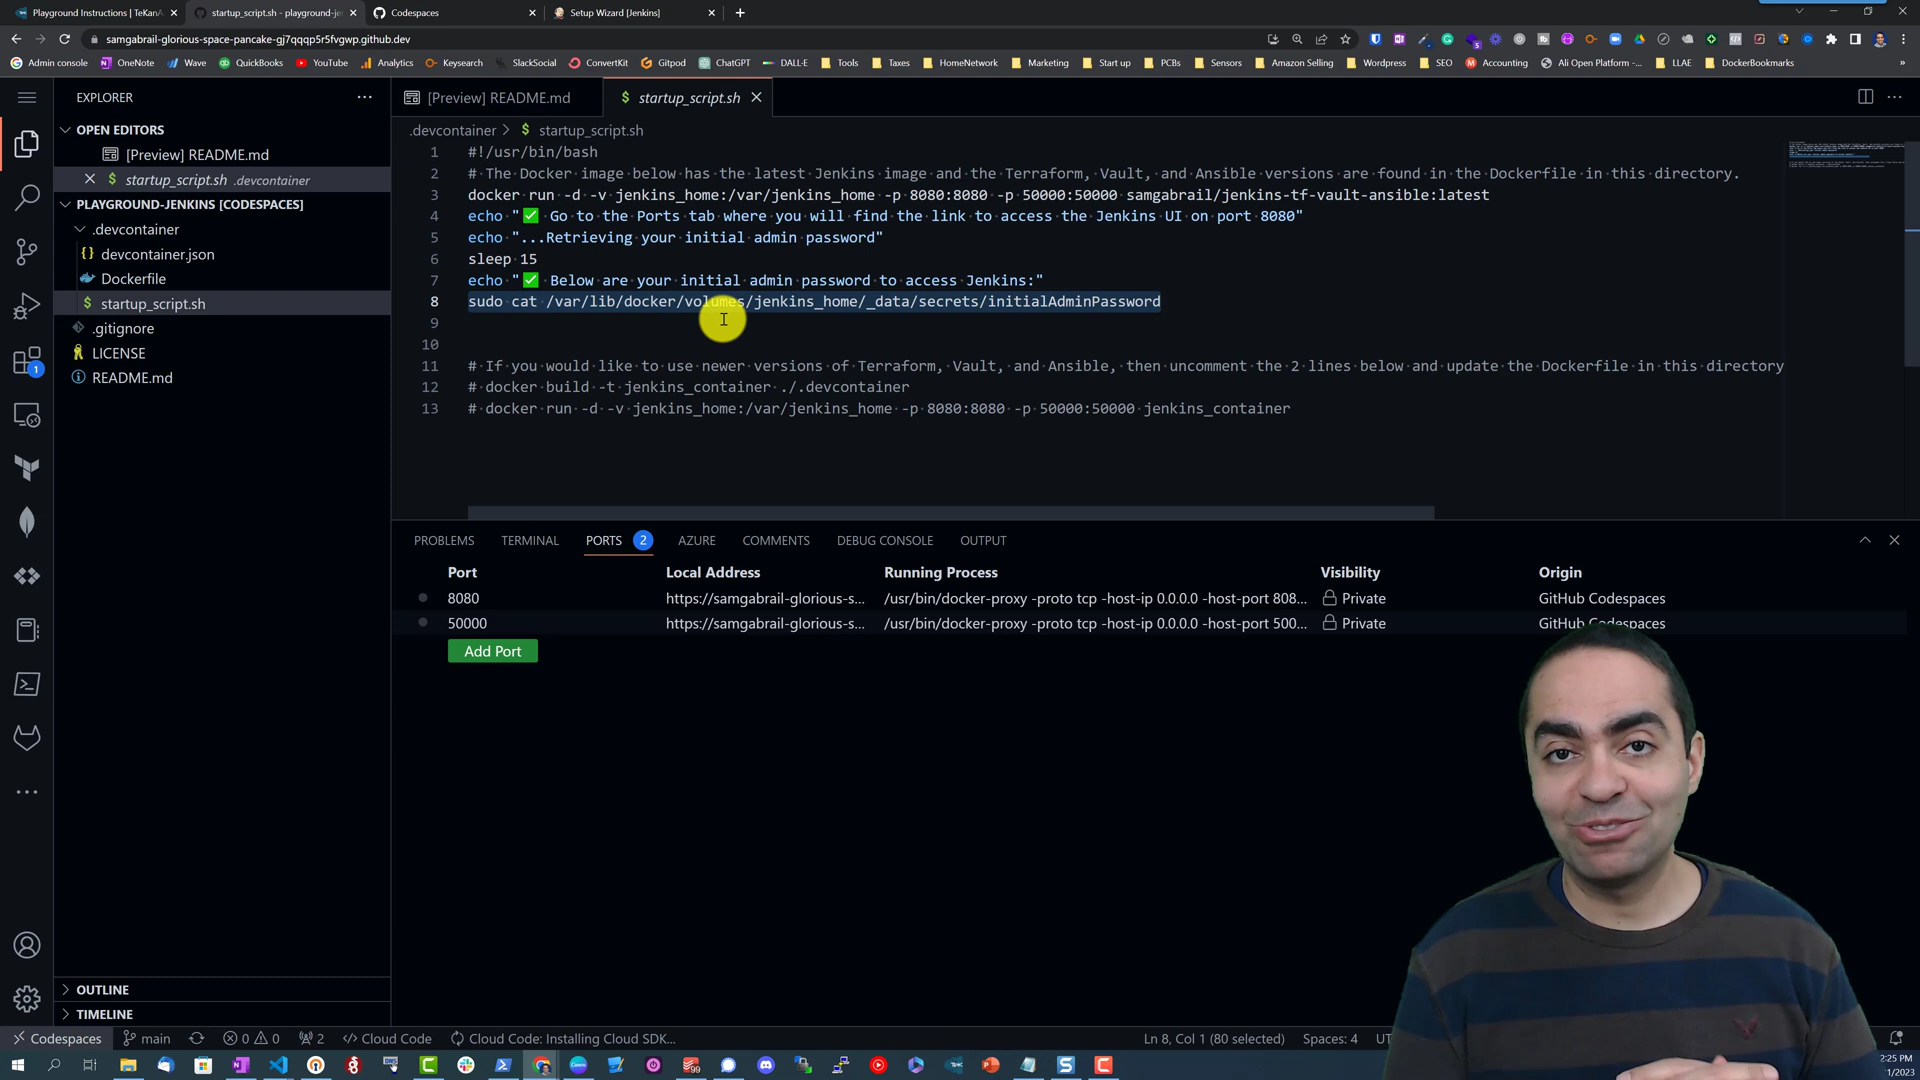 Playground Instructions | TeKanA
startup_script.sh - playground-je
Codespaces
Setup Wizard [Jenkins]
samgabrail-glorious-space-pancake-gj7qqqp5r5fvgwp.github.dev
Admin console
OneNote
Wave
QuickBooks
YouTube
Analytics
Keysearch
SlackSocial
ConvertKit
Gitpod
ChatGPT
DALL-E
Tools
Taxes
HomeNetwork
Marketing
Start up
PCBs
Sensors
Amazon Selling
Wordpress
SEO
Accounting
Ali Open Platform -...
LLAE
DockerBookmarks
EXPLORER
OPEN EDITORS
[Preview] README.md
startup_script.sh .devcontainer
PLAYGROUND-JENKINS [CODESPACES]
.devcontainer
devcontainer.json
Dockerfile
startup_script.sh
.gitignore
LICENSE
README.md
OUTLINE
TIMELINE
[Preview] README.md
startup_script.sh
.devcontainer > $ startup_script.sh
1 #!/usr/bin/bash
2 # The Docker image below has the latest Jenkins image and the Terraform, Vault, and Ansible versions are found in the Dockerfile in this directory.
3 docker run -d -v jenkins_home:/var/jenkins_home -p 8080:8080 -p 50000:50000 samgabrail/jenkins-tf-vault-ansible:latest
4 echo "✅ Go to the Ports tab where you will find the link to access the Jenkins UI on port 8080"
5 echo "...Retrieving your initial admin password"
6 sleep 15
7 echo "✅ Below are your initial admin password to access Jenkins:"
8 sudo cat /var/lib/docker/volumes/jenkins_home/_data/secrets/initialAdminPassword
9
10
11 # If you would like to use newer versions of Terraform, Vault, and Ansible, then uncomment the 2 lines below and update the Dockerfile in this directory
12 # docker build -t jenkins_container ./.devcontainer
13 # docker run -d -v jenkins_home:/var/jenkins_home -p 8080:8080 -p 50000:50000 jenkins_container
PROBLEMS TERMINAL PORTS 2 AZURE COMMENTS DEBUG CONSOLE OUTPUT
Port Local Address Running Process Visibility Origin
8080 https://samgabrail-glorious-s... /usr/bin/docker-proxy -proto tcp -host-ip 0.0.0.0 -host-port 808... Private GitHub Codespaces
50000 https://samgabrail-glorious-s... /usr/bin/docker-proxy -proto tcp -host-ip 0.0.0.0 -host-port 500... Private GitHub Codespaces
Add Port
Codespaces main 0 0 2 Cloud Code Cloud Code: Installing Cloud SDK... Ln 8, Col 1 (80 selected) Spaces: 4
2:25 PM